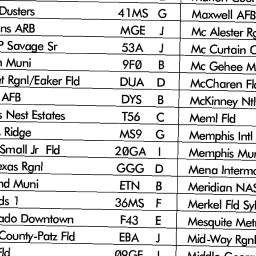 Dusters 41MS G Maxwell AFB
ns ARB MGE J Mc Alester Rg
P Savage Sr 53A J Mc Curtain C
n Muni 9F0 B Mc Gehee M
t Rgnl/Eaker Fld DUA D McCharen Fl
AFB DYS B McKinney Ntl
s Nest Estates T56 C Meml Fld
Ridge MS9 G Memphis Intl
Small Jr Fld 20GA I Memphis Mun
exas Rgnl GGG D Mena Interm
nd Muni ETN B Meridian NAS
ds 1 36MS F Merkel Fld Syl
ado Downtown F43 E Mesquite Metr
County-Patz Fld EBA J Mid-Way Rgnl